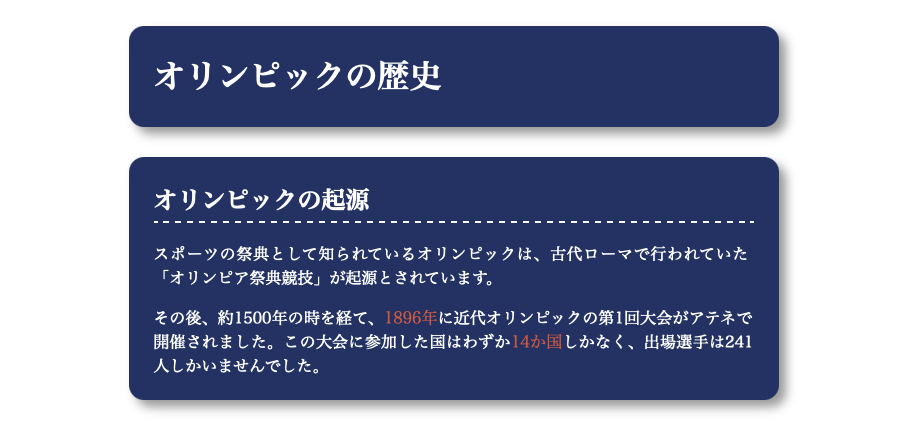 オリンピックの歴史
オリンピックの起源
スポーツの祭典として知られているオリンピックは、古代ローマで行われていた
「オリンピア祭典競技」が起源とされています。
その後、約1500年の時を経て、1896年に近代オリンピックの第1回大会がアテネで
開催されました。この大会に参加した国はわずか14か国しかなく、出場選手は241
人しかいませんでした。